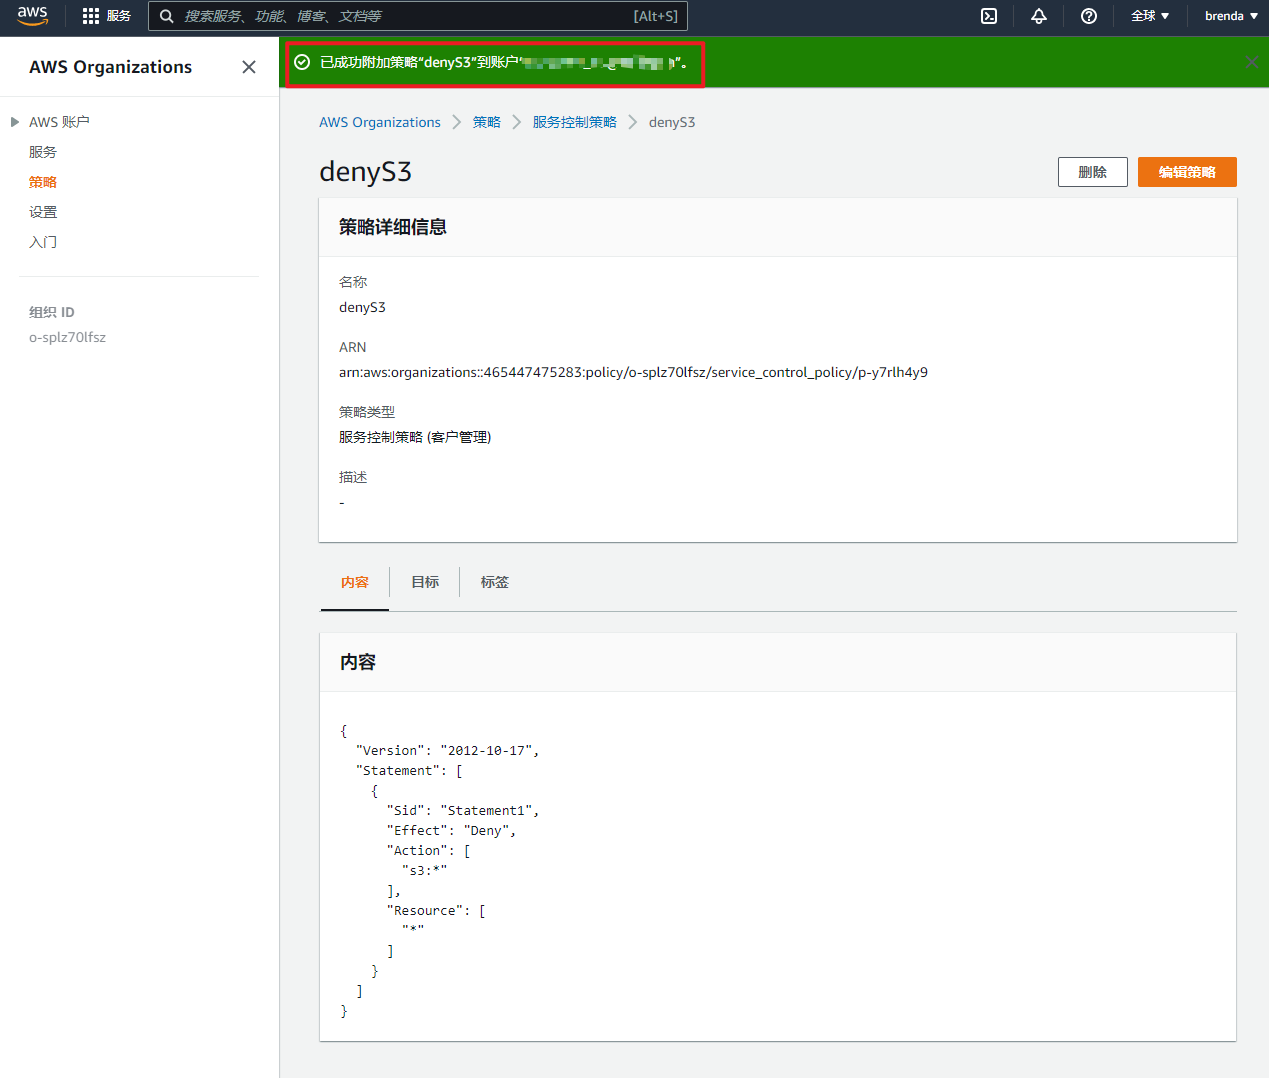 aws
服务
搜索服务、功能、博客、文档等
[Alt+S]
全球
brenda
AWS Organizations
已成功附加策略“denyS3”到账户“ ”。
AWS 账户
服务
策略
设置
入门
组织 ID
o-splz70lfsz
AWS Organizations > 策略 > 服务控制策略 > denyS3
denyS3
删除
编辑策略
策略详细信息
名称
denyS3
ARN
arn:aws:organizations::465447475283:policy/o-splz70lfsz/service_control_policy/p-y7rlh4y9
策略类型
服务控制策略 (客户管理)
描述
-
内容
目标
标签
内容
{
"Version": "2012-10-17",
"Statement": [
{
"Sid": "Statement1",
"Effect": "Deny",
"Action": [
"s3:*"
],
"Resource": [
"*"
]
}
]
}